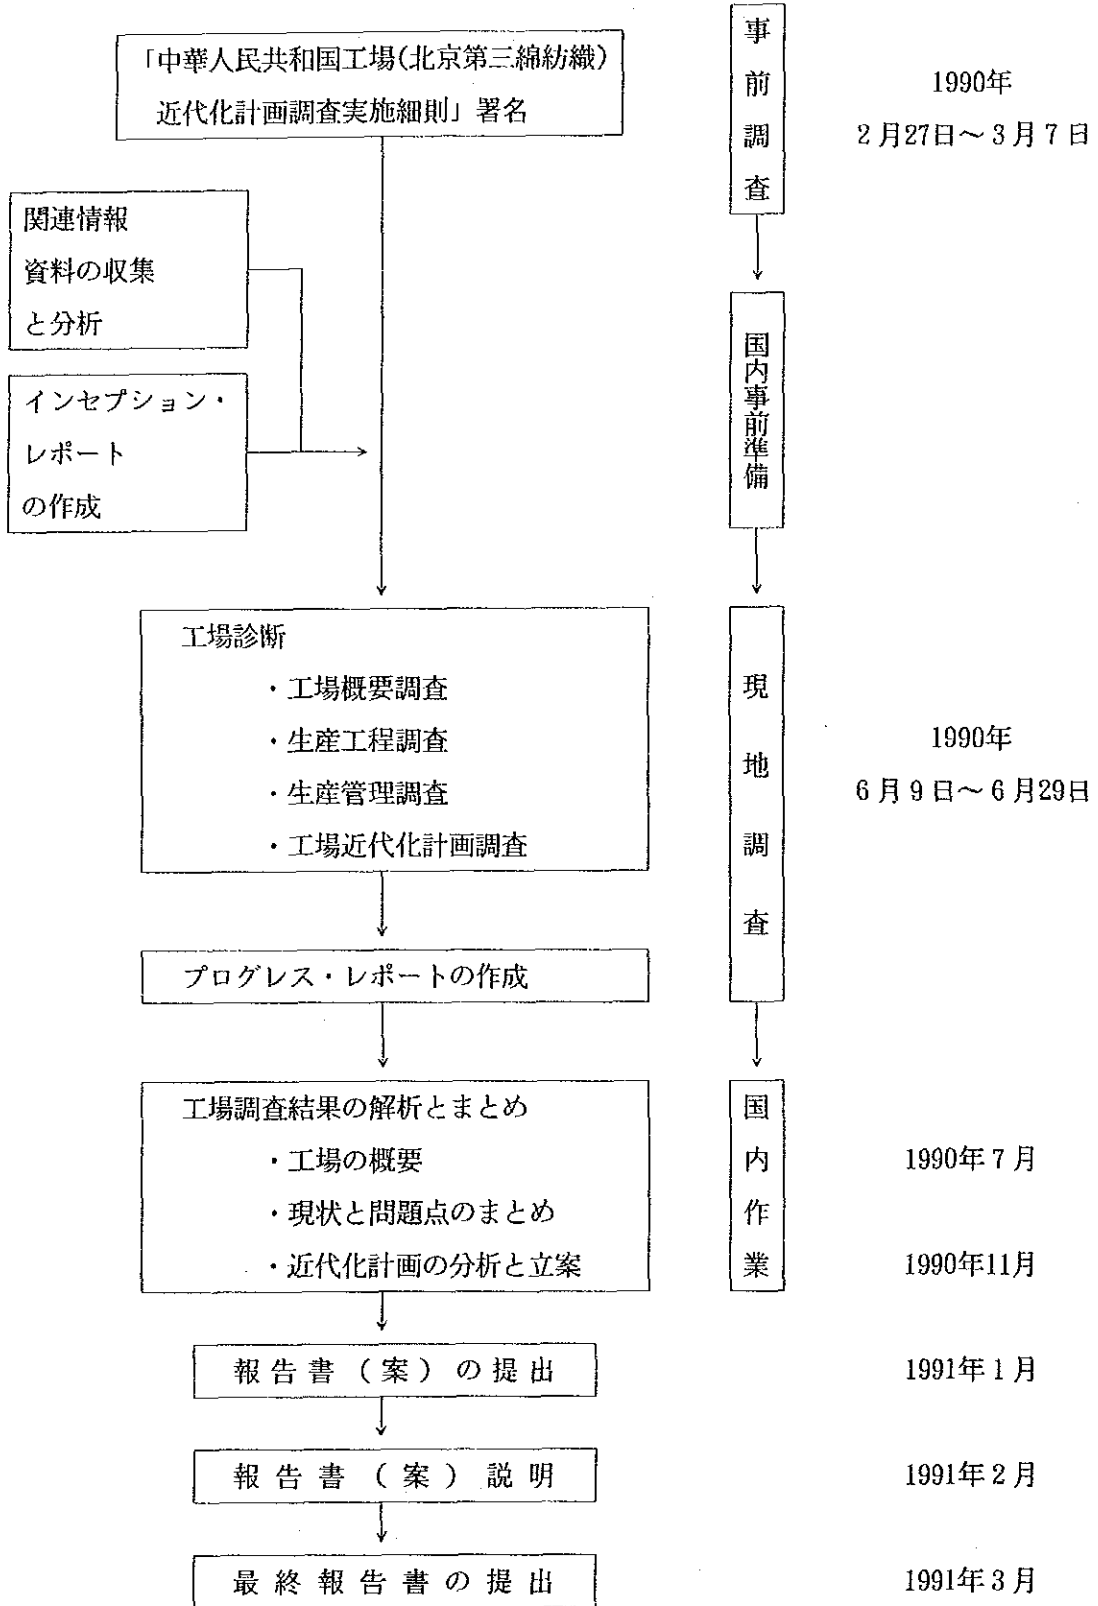 「中華人民共和国工場(北京第三綿紡織)
近代化計画調査実施細則」署名
事前調査
1990年
2月27日～3月7日
関連情報
資料の収集
と分析
インセプション・
レポート
の作成
国内事前準備
工場診断
・工場概要調査
・生産工程調査
・生産管理調査
・工場近代化計画調査
現地調査
1990年
6月9日～6月29日
プログレス・レポートの作成
工場調査結果の解析とまとめ
・工場の概要
・現状と問題点のまとめ
・近代化計画の分析と立案
国内作業
1990年7月
1990年11月
報告書(案)の提出
1991年1月
報告書(案)説明
1991年2月
最終報告書の提出
1991年3月